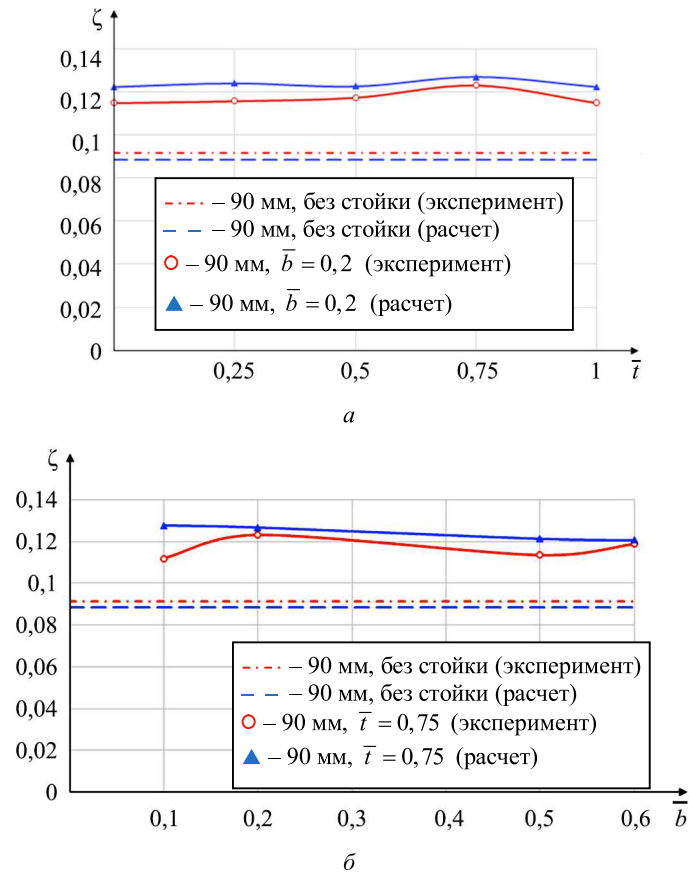 ζ
0,14
0,12
0,1
0,08
0,06
0,04
0,02
0
– 90 мм, без стойки (эксперимент)
– 90 мм, без стойки (расчет)
– 90 мм, b̅ = 0,2 (эксперимент)
– 90 мм, b̅ = 0,2 (расчет)
0,25 0,5 0,75 1 t̅
а
ζ
0,14
0,12
0,1
0,08
0,06
0,04
0,02
0
– 90 мм, без стойки (эксперимент)
– 90 мм, без стойки (расчет)
– 90 мм, t̅ = 0,75 (эксперимент)
– 90 мм, t̅ = 0,75 (расчет)
0,1 0,2 0,3 0,4 0,5 0,6 b̅
б